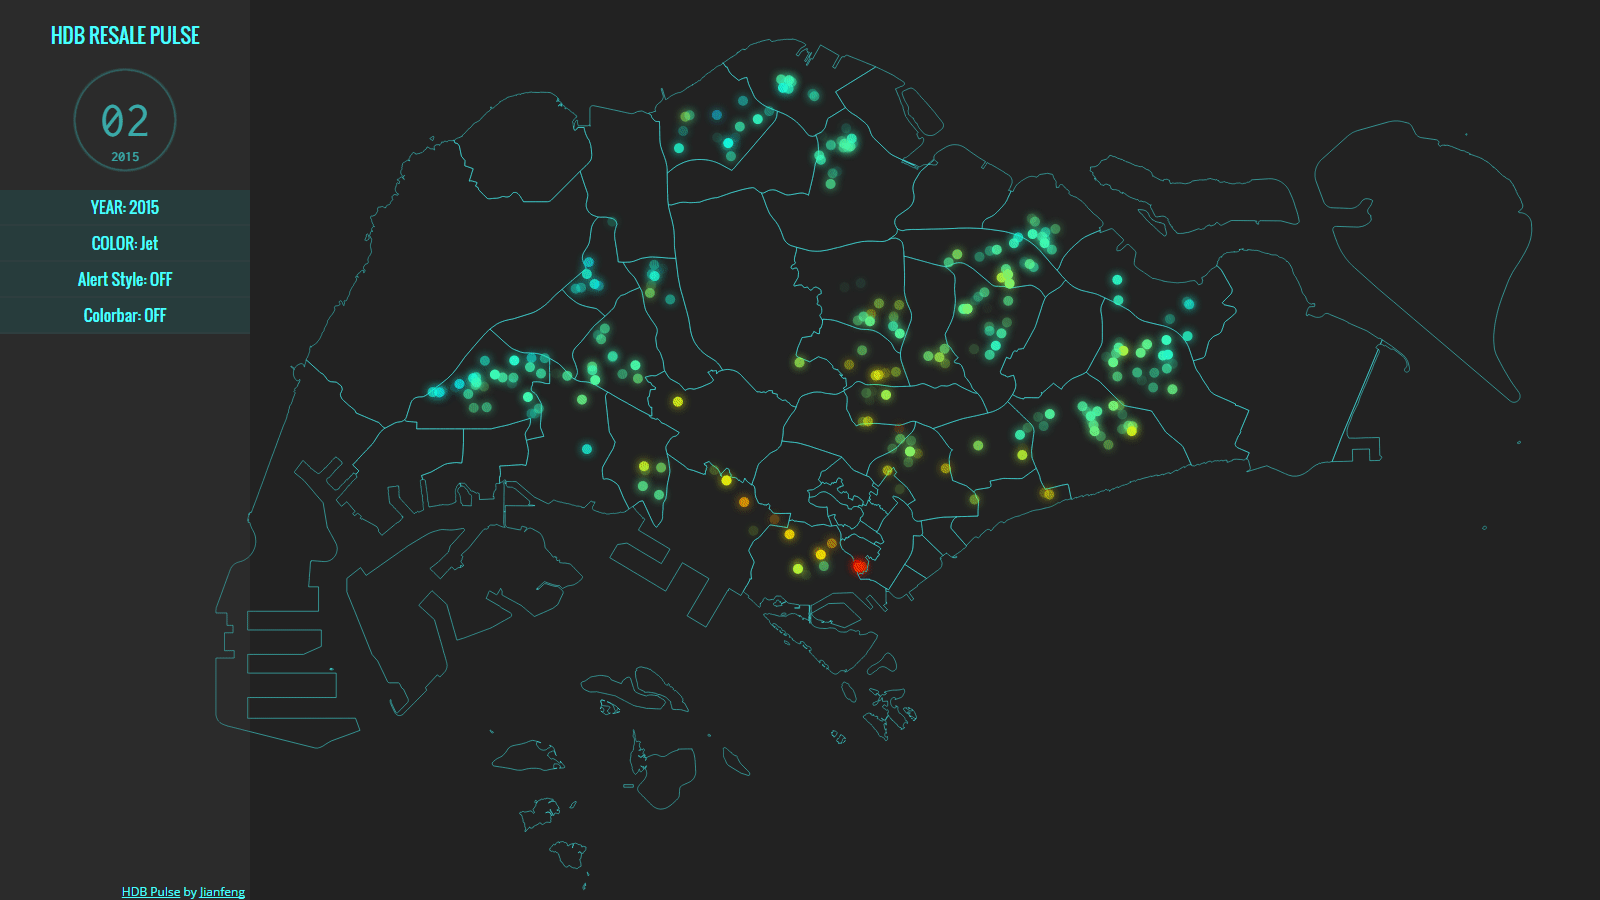 HDB RESALE PULSE
02
2015
YEAR: 2015
COLOR: Jet
Alert Style: OFF
Colorbar: OFF
HDB Pulse by Jianfeng